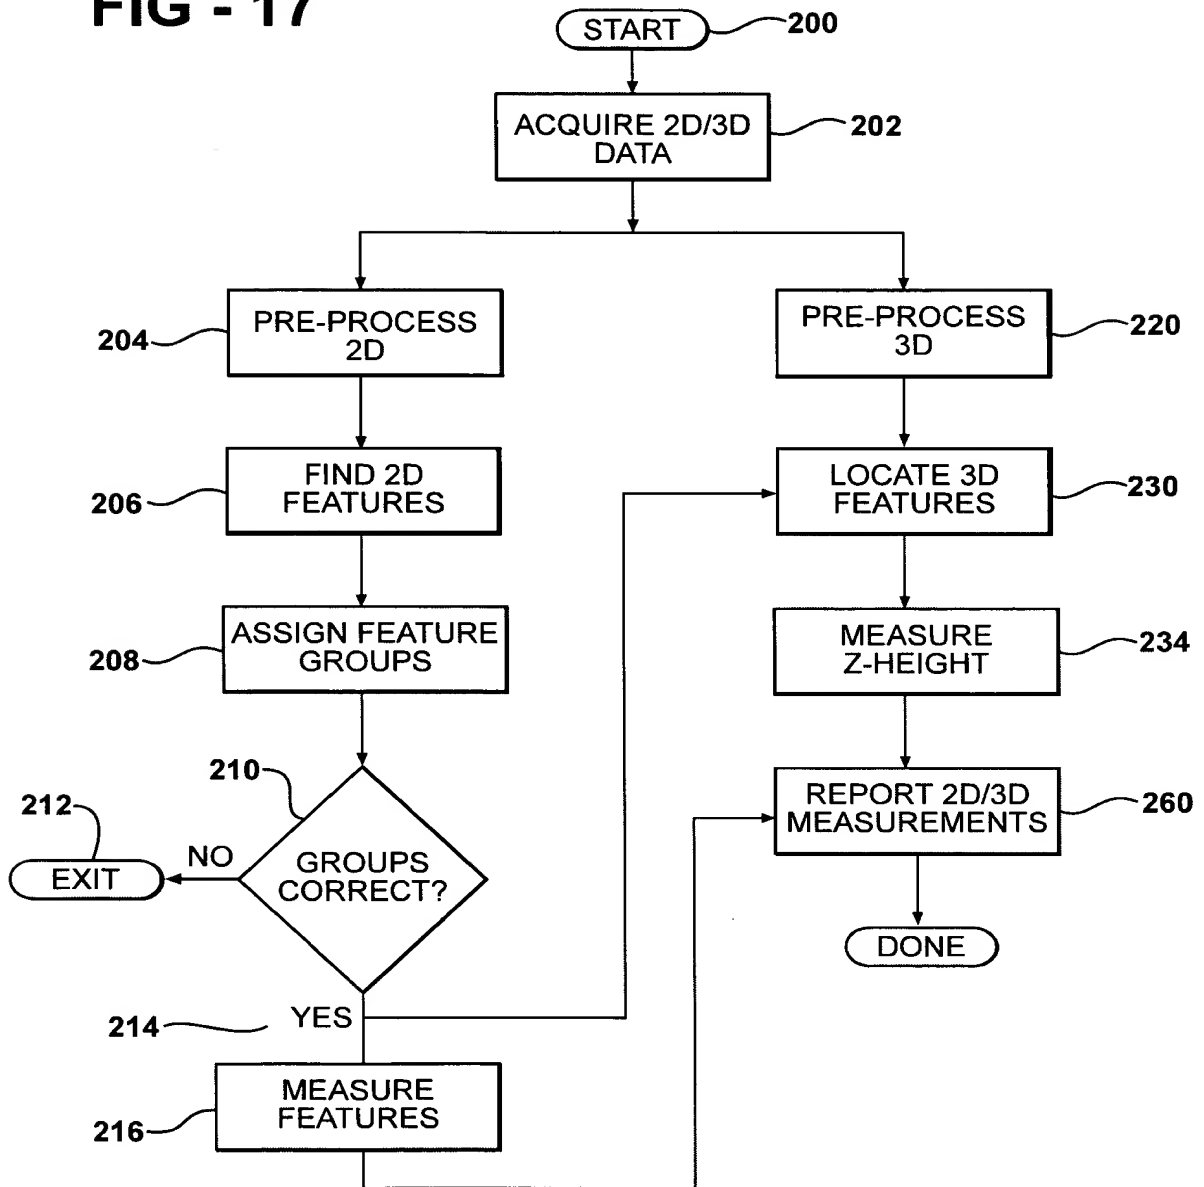 FIG - 17
START
200
ACQUIRE 2D/3D
DATA
202
PRE-PROCESS
2D
204
PRE-PROCESS
3D
220
FIND 2D
FEATURES
206
LOCATE 3D
FEATURES
230
ASSIGN FEATURE
GROUPS
208
MEASURE
Z-HEIGHT
234
210
GROUPS
CORRECT?
212
NO
EXIT
REPORT 2D/3D
MEASUREMENTS
260
DONE
214
YES
MEASURE
FEATURES
216